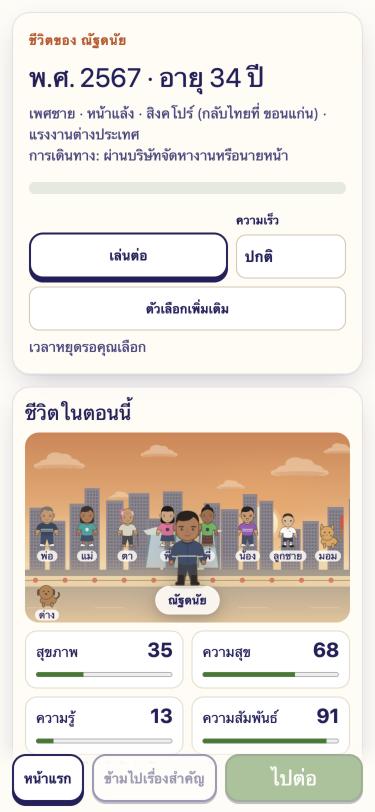 ชีวิตของ ณัฐดนัย
พ.ศ. 2567 · อายุ 34 ปี
เพศชาย · หน้าแล้ง · สิงคโปร์ (กลับไทยที่ ขอนแก่น) ·
แรงงานต่างประเทศ
การเดินทาง: ผ่านบริษัทจัดหางานหรือนายหน้า
ความเร็ว
เล่นต่อ
ปกติ
ตัวเลือกเพิ่มเติม
เวลาหยุดรอคุณเลือก
ชีวิตในตอนนี้
พ่อ แม่ ตา น้อง ลูกชาย มอม
ด่าง
ณัฐดนัย
สุขภาพ 35
ความสุข 68
ความรู้ 13
ความสัมพันธ์ 91
หน้าแรก
ข้ามไปเรื่องสำคัญ
ไปต่อ